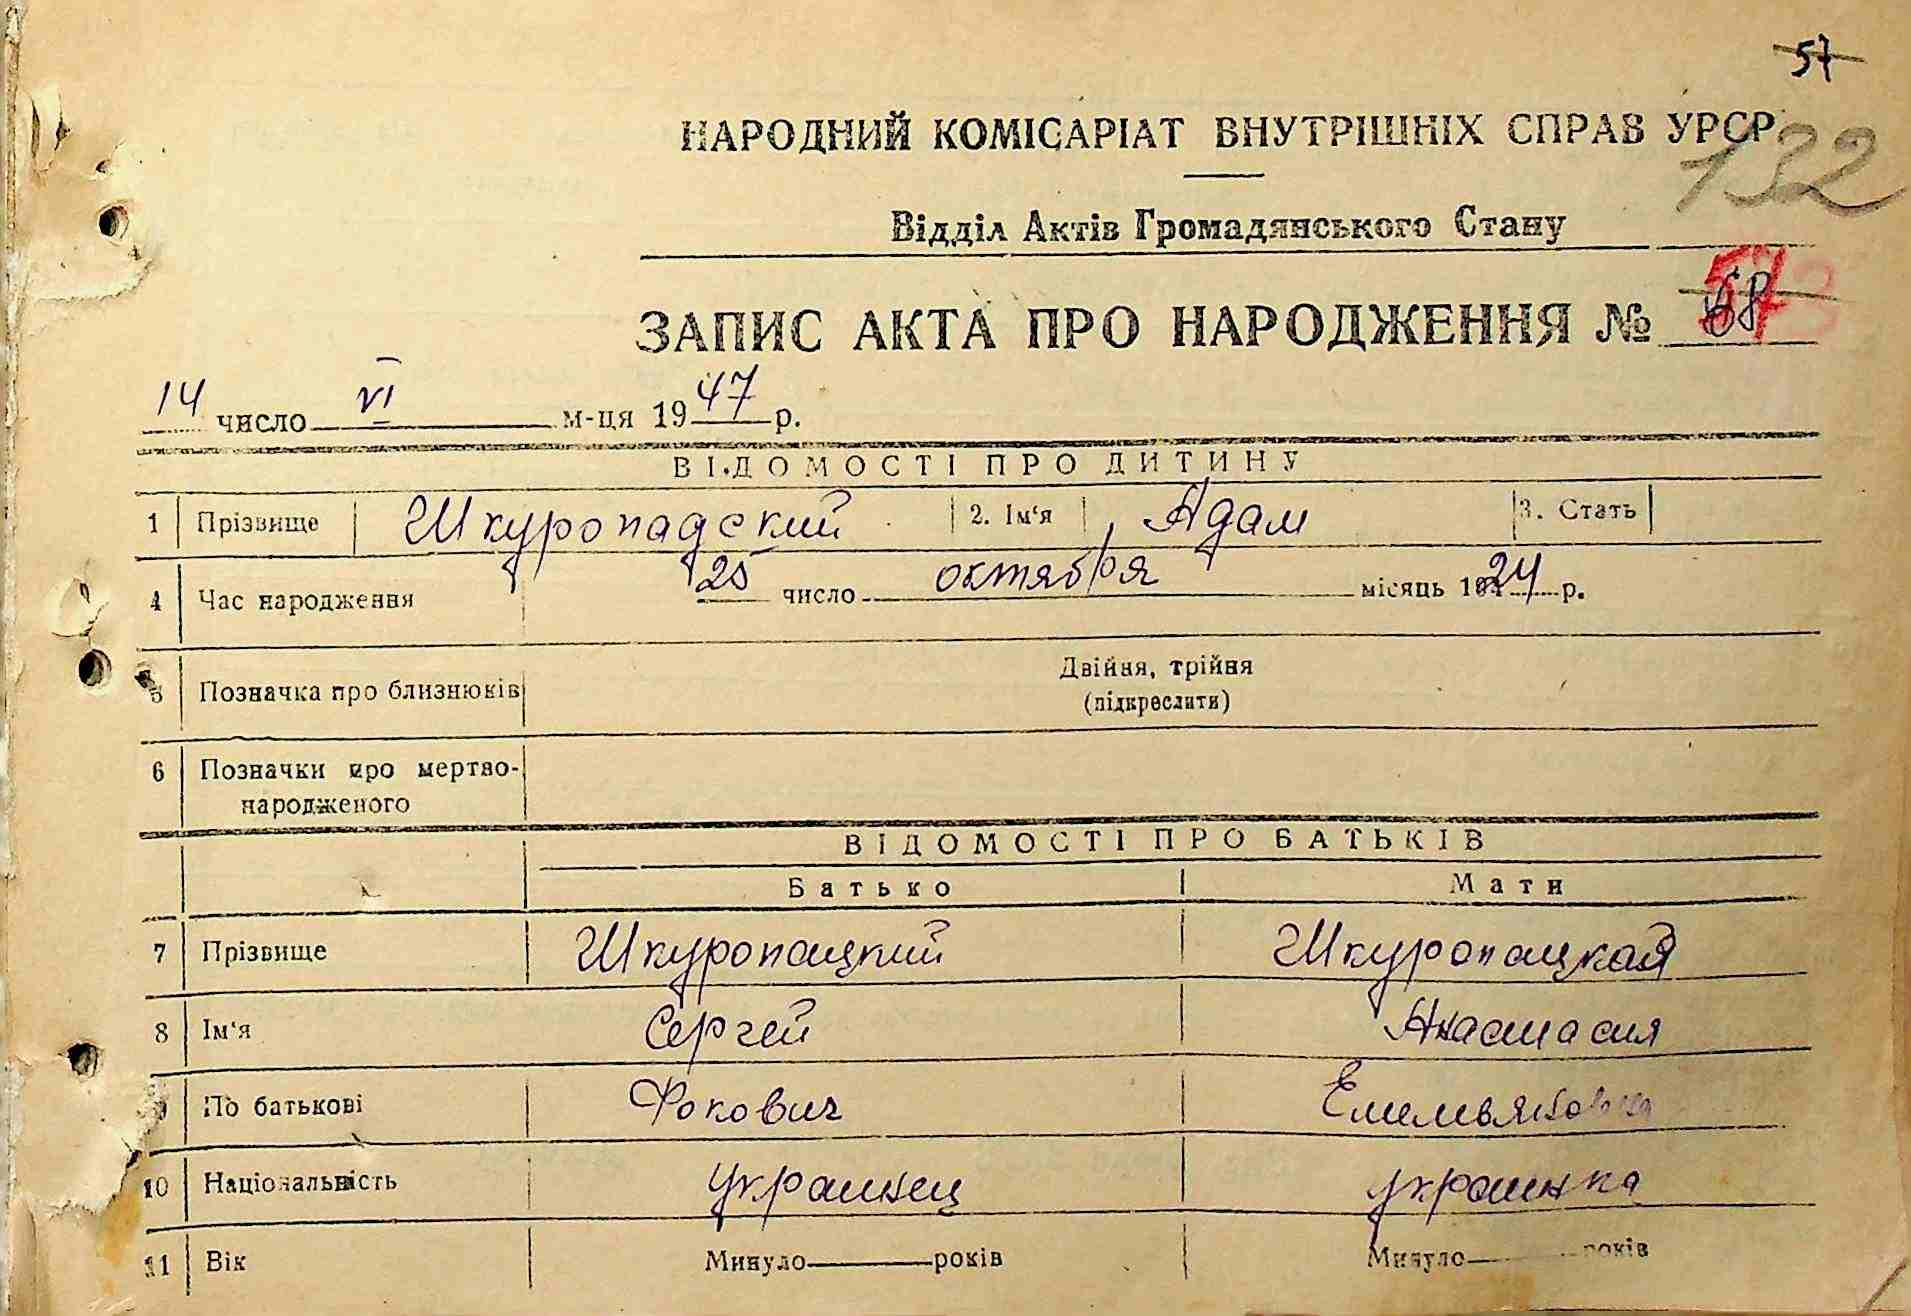 57
НАРОДНИЙ КОМІСАРІАТ ВНУТРІШНІХ СПРАВ УРСР
132
Відділ Актів Громадянського Стану
ЗАПИС АКТА ПРО НАРОДЖЕННЯ № 68
14 число VI м-ця 1947 р.
ВІДОМОСТІ ПРО ДИТИНУ
1 Прізвище Шкуропадский 2. Ім'я Адам 3. Стать
4 Час народження 25 число октября місяць 1924 р.
5 Позначка про близнюків Двійня, трійня
(підкреслити)
6 Позначки про мертво-
народженого
ВІДОМОСТІ ПРО БАТЬКІВ
Батько Мати
7 Прізвище Шкуропацкий Шкуропацкая
8 Ім'я Сергей Анастасия
9 По батькові Фокович Емельяновна
10 Національність украинец украинка
11 Вік Минуло років Минуло років